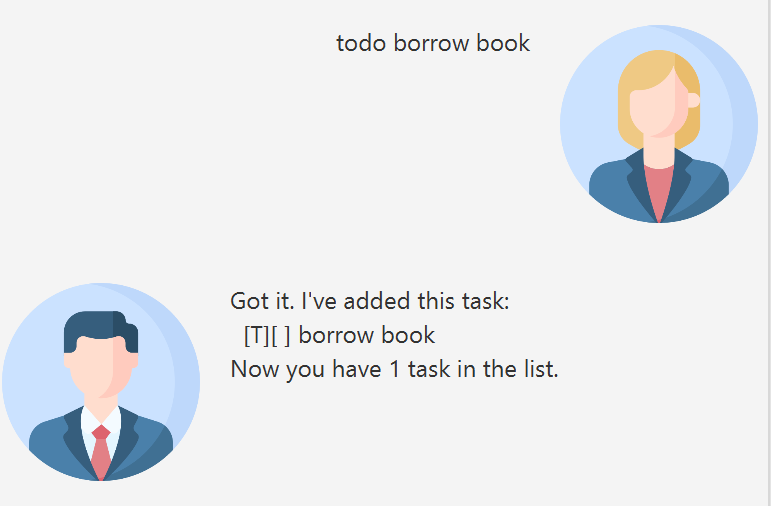 todo borrow book
Got it. I've added this task:
[T][ ] borrow book
Now you have 1 task in the list.